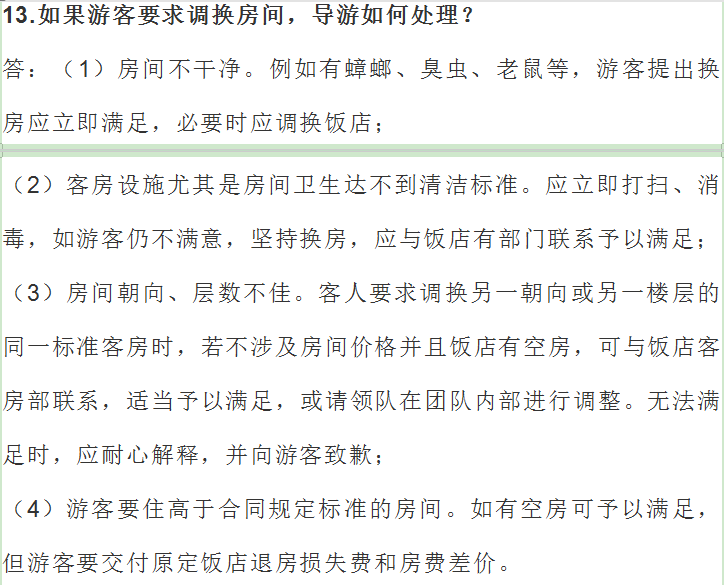 13.如果游客要求调换房间，导游如何处理？
答：（1）房间不干净。例如有蟑螂、臭虫、老鼠等，游客提出换
房应立即满足，必要时应调换饭店；
（2）客房设施尤其是房间卫生达不到清洁标准。应立即打扫、消
毒，如游客仍不满意，坚持换房，应与饭店有部门联系予以满足；
（3）房间朝向、层数不佳。客人要求调换另一朝向或另一楼层的
同一标准客房时，若不涉及房间价格并且饭店有空房，可与饭店客
房部联系，适当予以满足，或请领队在团队内部进行调整。无法满
足时，应耐心解释，并向游客致歉；
（4）游客要住高于合同规定标准的房间。如有空房可予以满足，
但游客要交付原定饭店退房损失费和房费差价。